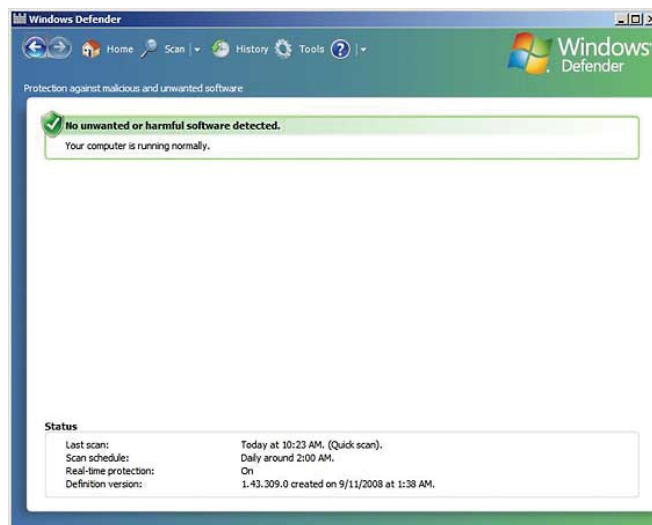 Windows Defender
Home Scan History Tools
Windows
Defender
Protection against malicious and unwanted software
No unwanted or harmful software detected.
Your computer is running normally.
Status
Last scan: Today at 10:23 AM. (Quick scan).
Scan schedule: Daily around 2:00 AM.
Real-time protection: On
Definition version: 1.43.309.0 created on 9/11/2008 at 1:38 AM.